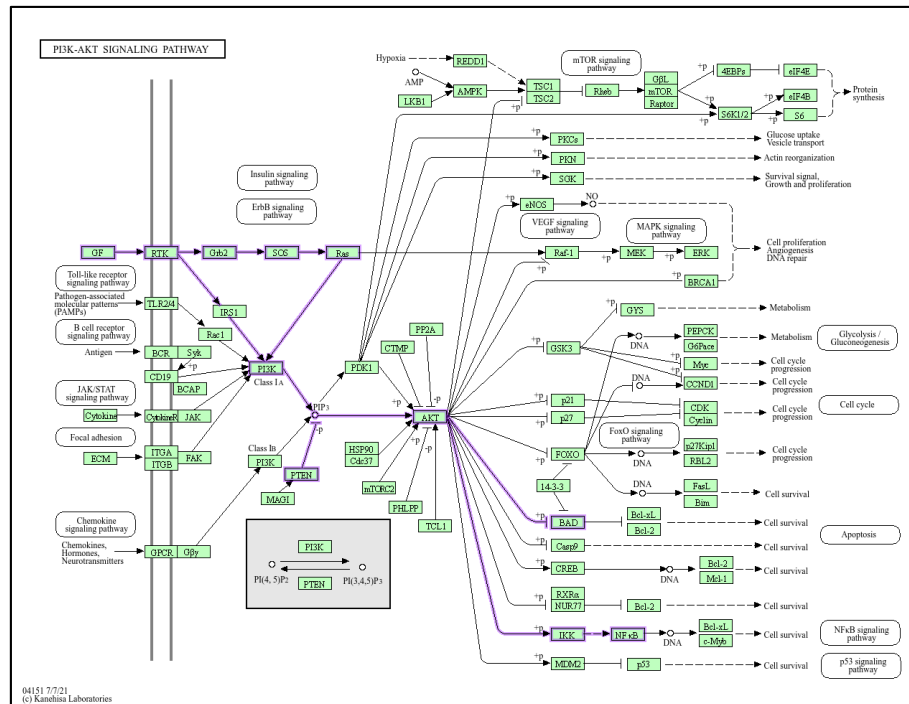 PI3K-AKT SIGNALING PATHWAY
Hypoxia
REDD1
AMP
LKB1
AMPK
+p
TSC1
TSC2
+p
mTOR signaling
pathway
Rheb
GβL
mTOR
Raptor
+p
+p
4EBPs
eIF4E
S6K1/2
+p
+p
eIF4B
S6
Protein
synthesis
+p
PKCs
Glucose uptake
Vesicle transport
PKN
Actin reorganization
+p
SGK
Survival signal,
Growth and proliferation
Insulin signaling
pathway
ErbB signaling
pathway
+p
eNOS
NO
VEGF signaling
pathway
MAPK signaling
pathway
GF
RTK
Grb2
SOS
Ras
Raf-1
+p
MEK
+p
ERK
+p
+p
BRCA1
Cell proliferation
Angiogenesis
DNA repair
Toll-like receptor
signaling pathway
Pathogen-associated
molecular patterns
(PAMPs)
TLR2/4
IRS1
Rac1
B cell receptor
signaling pathway
Antigen
BCR
Syk
+p
CD19
BCAP
PI3K
Class IA
PP2A
CTMP
PDK1
+p
-p
+p
GSK3
GYS
Metabolism
DNA
PEPCK
G6Pace
Metabolism
Glycolysis /
Gluconeogenesis
+p
Myc
Cell cycle
progression
+p
DNA
CCND1
Cell cycle
progression
JAK/STAT
signaling pathway
Cytokine
CytokineR
JAK
PIP3
-p
AKT
+p
-p
+p
p21
+p
p27
CDK
Cyclin
Cell cycle
progression
Cell cycle
FoxO signaling
pathway
Focal adhesion
ECM
ITGA
ITGB
FAK
Class IB
PI3K
PTEN
MAGI
HSP90
Cdc37
mTORC2
PHLPP
TCL1
+p
FOXO
DNA
p27Kip1
RBL2
Cell cycle
progression
14-3-3
DNA
FasL
Bim
Cell survival
+p
BAD
Bcl-xL
Bcl-2
Cell survival
Apoptosis
Chemokine
signaling pathway
Chemokines,
Hormones,
Neurotransmitters
GPCR
Gβγ
PI3K
PI(4, 5)P2
PI(3,4,5)P3
PTEN
+p
Casp9
Cell survival
+p
CREB
DNA
Bcl-2
Mcl-1
Cell survival
+p
RXRα
NUR77
Bcl-2
Cell survival
+p
IKK
NFκB
DNA
Bcl-xL
c-Myb
Cell survival
NFκB signaling
pathway
+p
MDM2
p53
Cell survival
p53 signaling
pathway
04151 7/7/21
(c) Kanehisa Laboratories